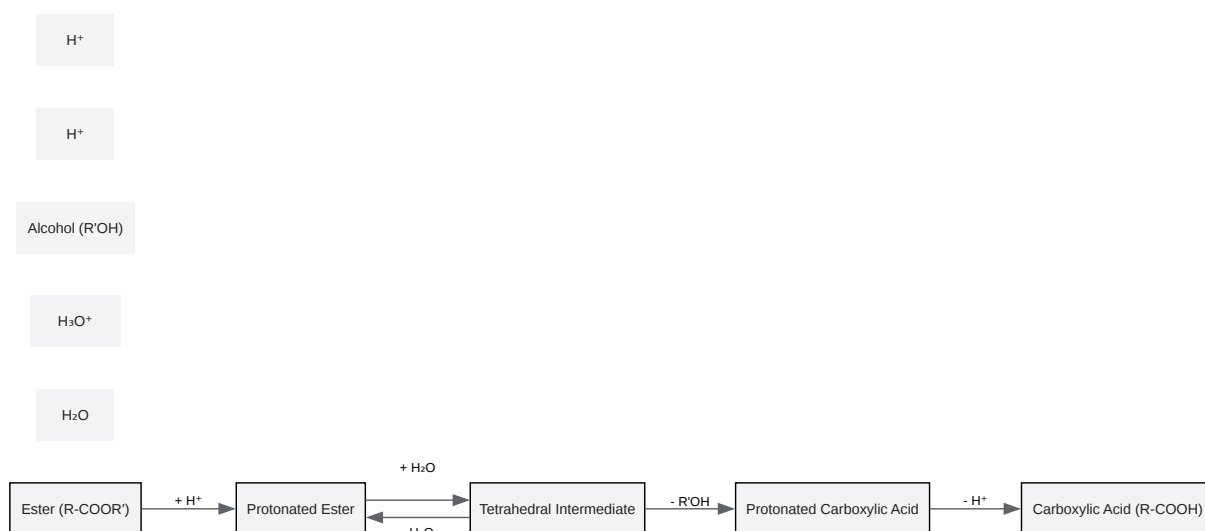 H⁺
H⁺
Alcohol (R'OH)
H₃O⁺
H₂O
+ H₂O
Ester (R-COOR')
+ H⁺
Protonated Ester
Tetrahedral Intermediate
- R'OH
Protonated Carboxylic Acid
- H⁺
Carboxylic Acid (R-COOH)